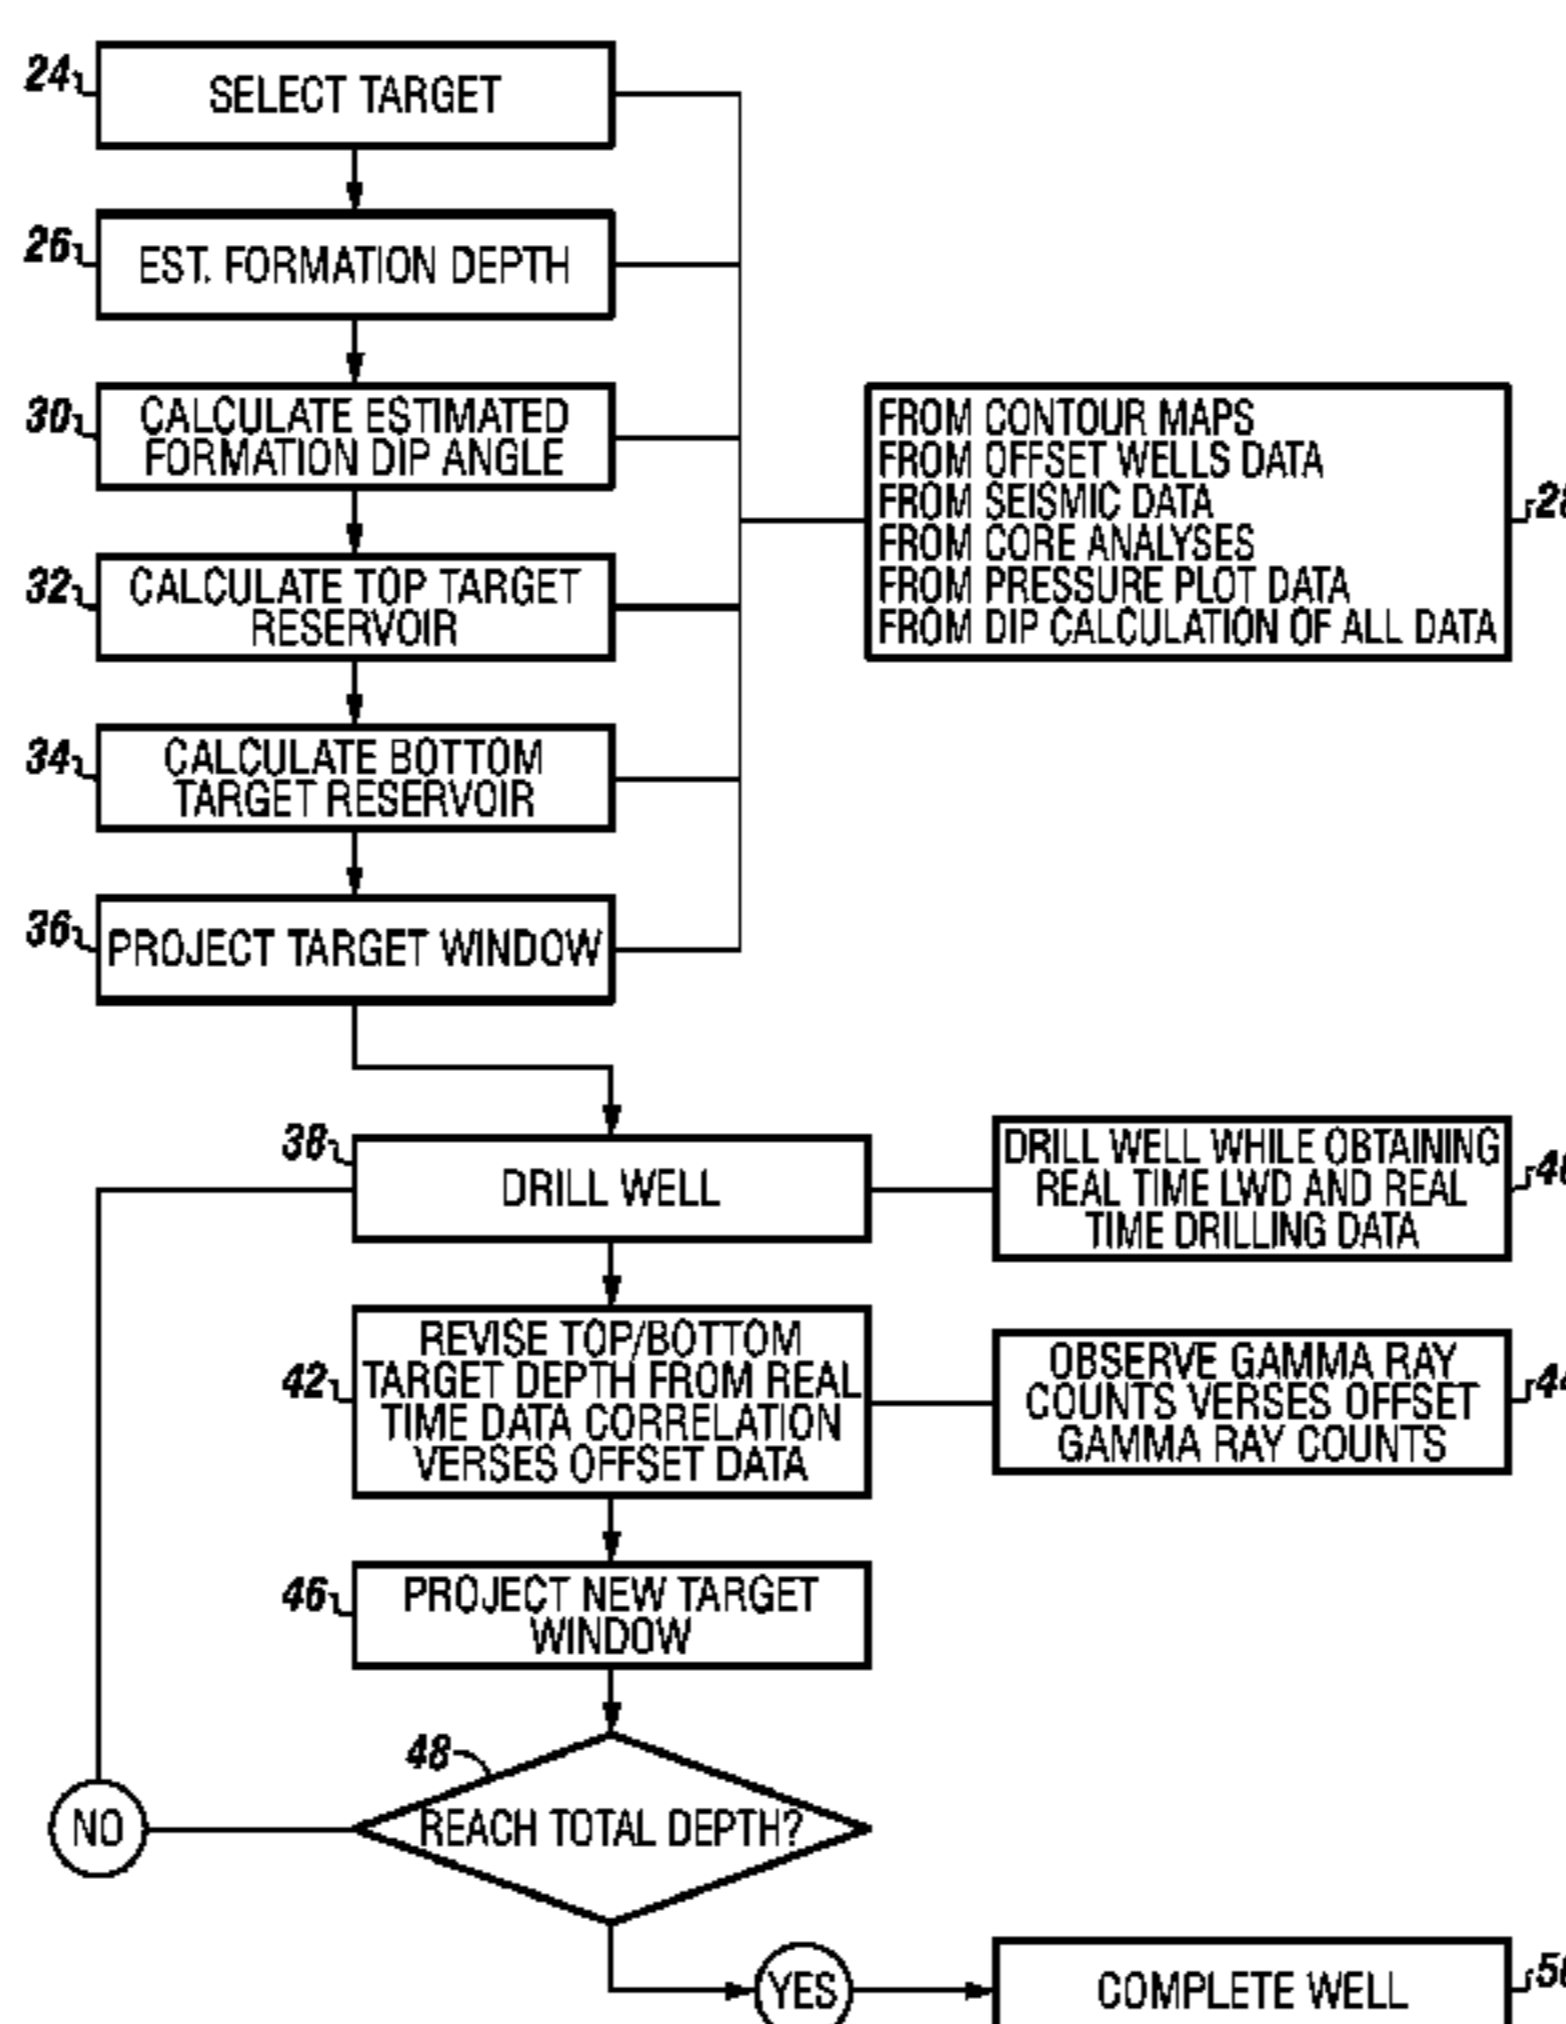 24
SELECT TARGET
26
EST. FORMATION DEPTH
30
CALCULATE ESTIMATED
FORMATION DIP ANGLE
FROM CONTOUR MAPS
FROM OFFSET WELLS DATA
FROM SEISMIC DATA
FROM CORE ANALYSES
FROM PRESSURE PLOT DATA
FROM DIP CALCULATION OF ALL DATA
32
CALCULATE TOP TARGET
RESERVOIR
34
CALCULATE BOTTOM
TARGET RESERVOIR
36
PROJECT TARGET WINDOW
38
DRILL WELL
DRILL WELL WHILE OBTAINING
REAL TIME LWD AND REAL
TIME DRILLING DATA
42
REVISE TOP/BOTTOM
TARGET DEPTH FROM REAL
TIME DATA CORRELATION
VERSES OFFSET DATA
OBSERVE GAMMA RAY
COUNTS VERSES OFFSET
GAMMA RAY COUNTS
46
PROJECT NEW TARGET
WINDOW
48
REACH TOTAL DEPTH?
NO
YES
COMPLETE WELL